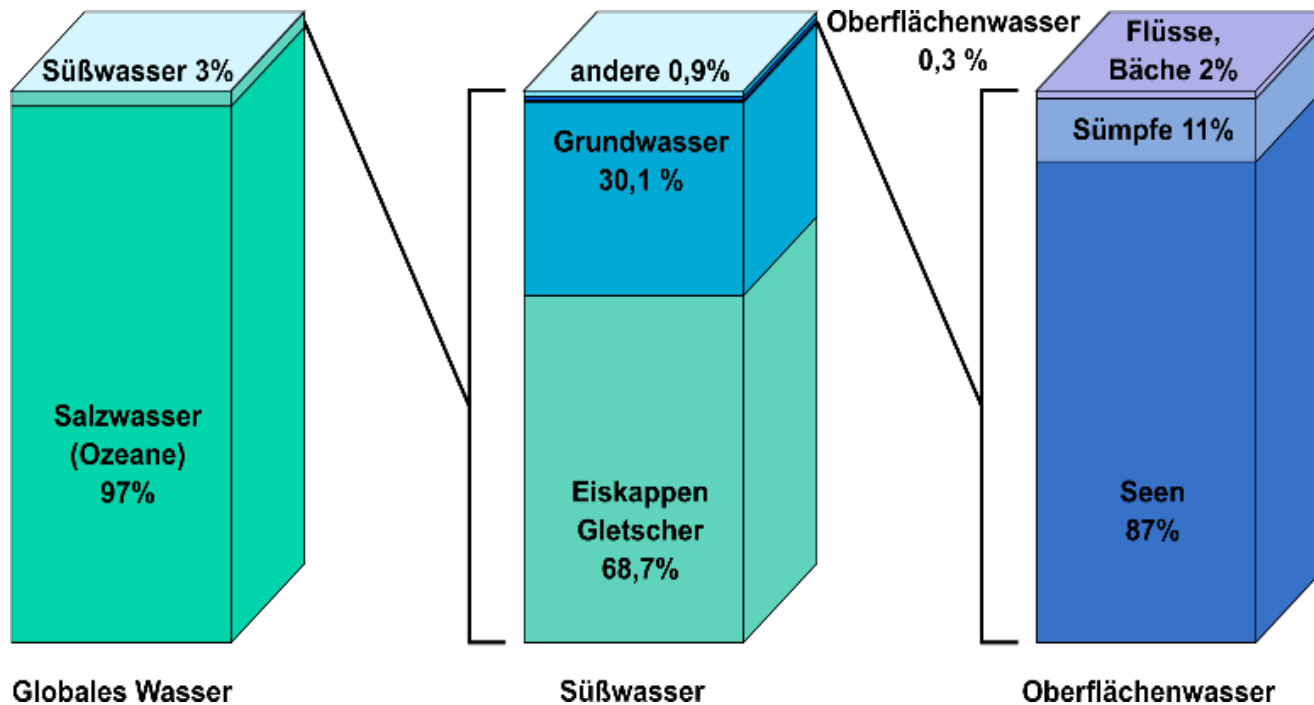 Süßwasser 3%
Salzwasser
(Ozeane)
97%
Globales Wasser
andere 0,9%
Grundwasser
30,1 %
Eiskappen
Gletscher
68,7%
Süßwasser
Oberflächenwasser
0,3 %
Flüsse,
Bäche 2%
Sümpfe 11%
Seen
87%
Oberflächenwasser